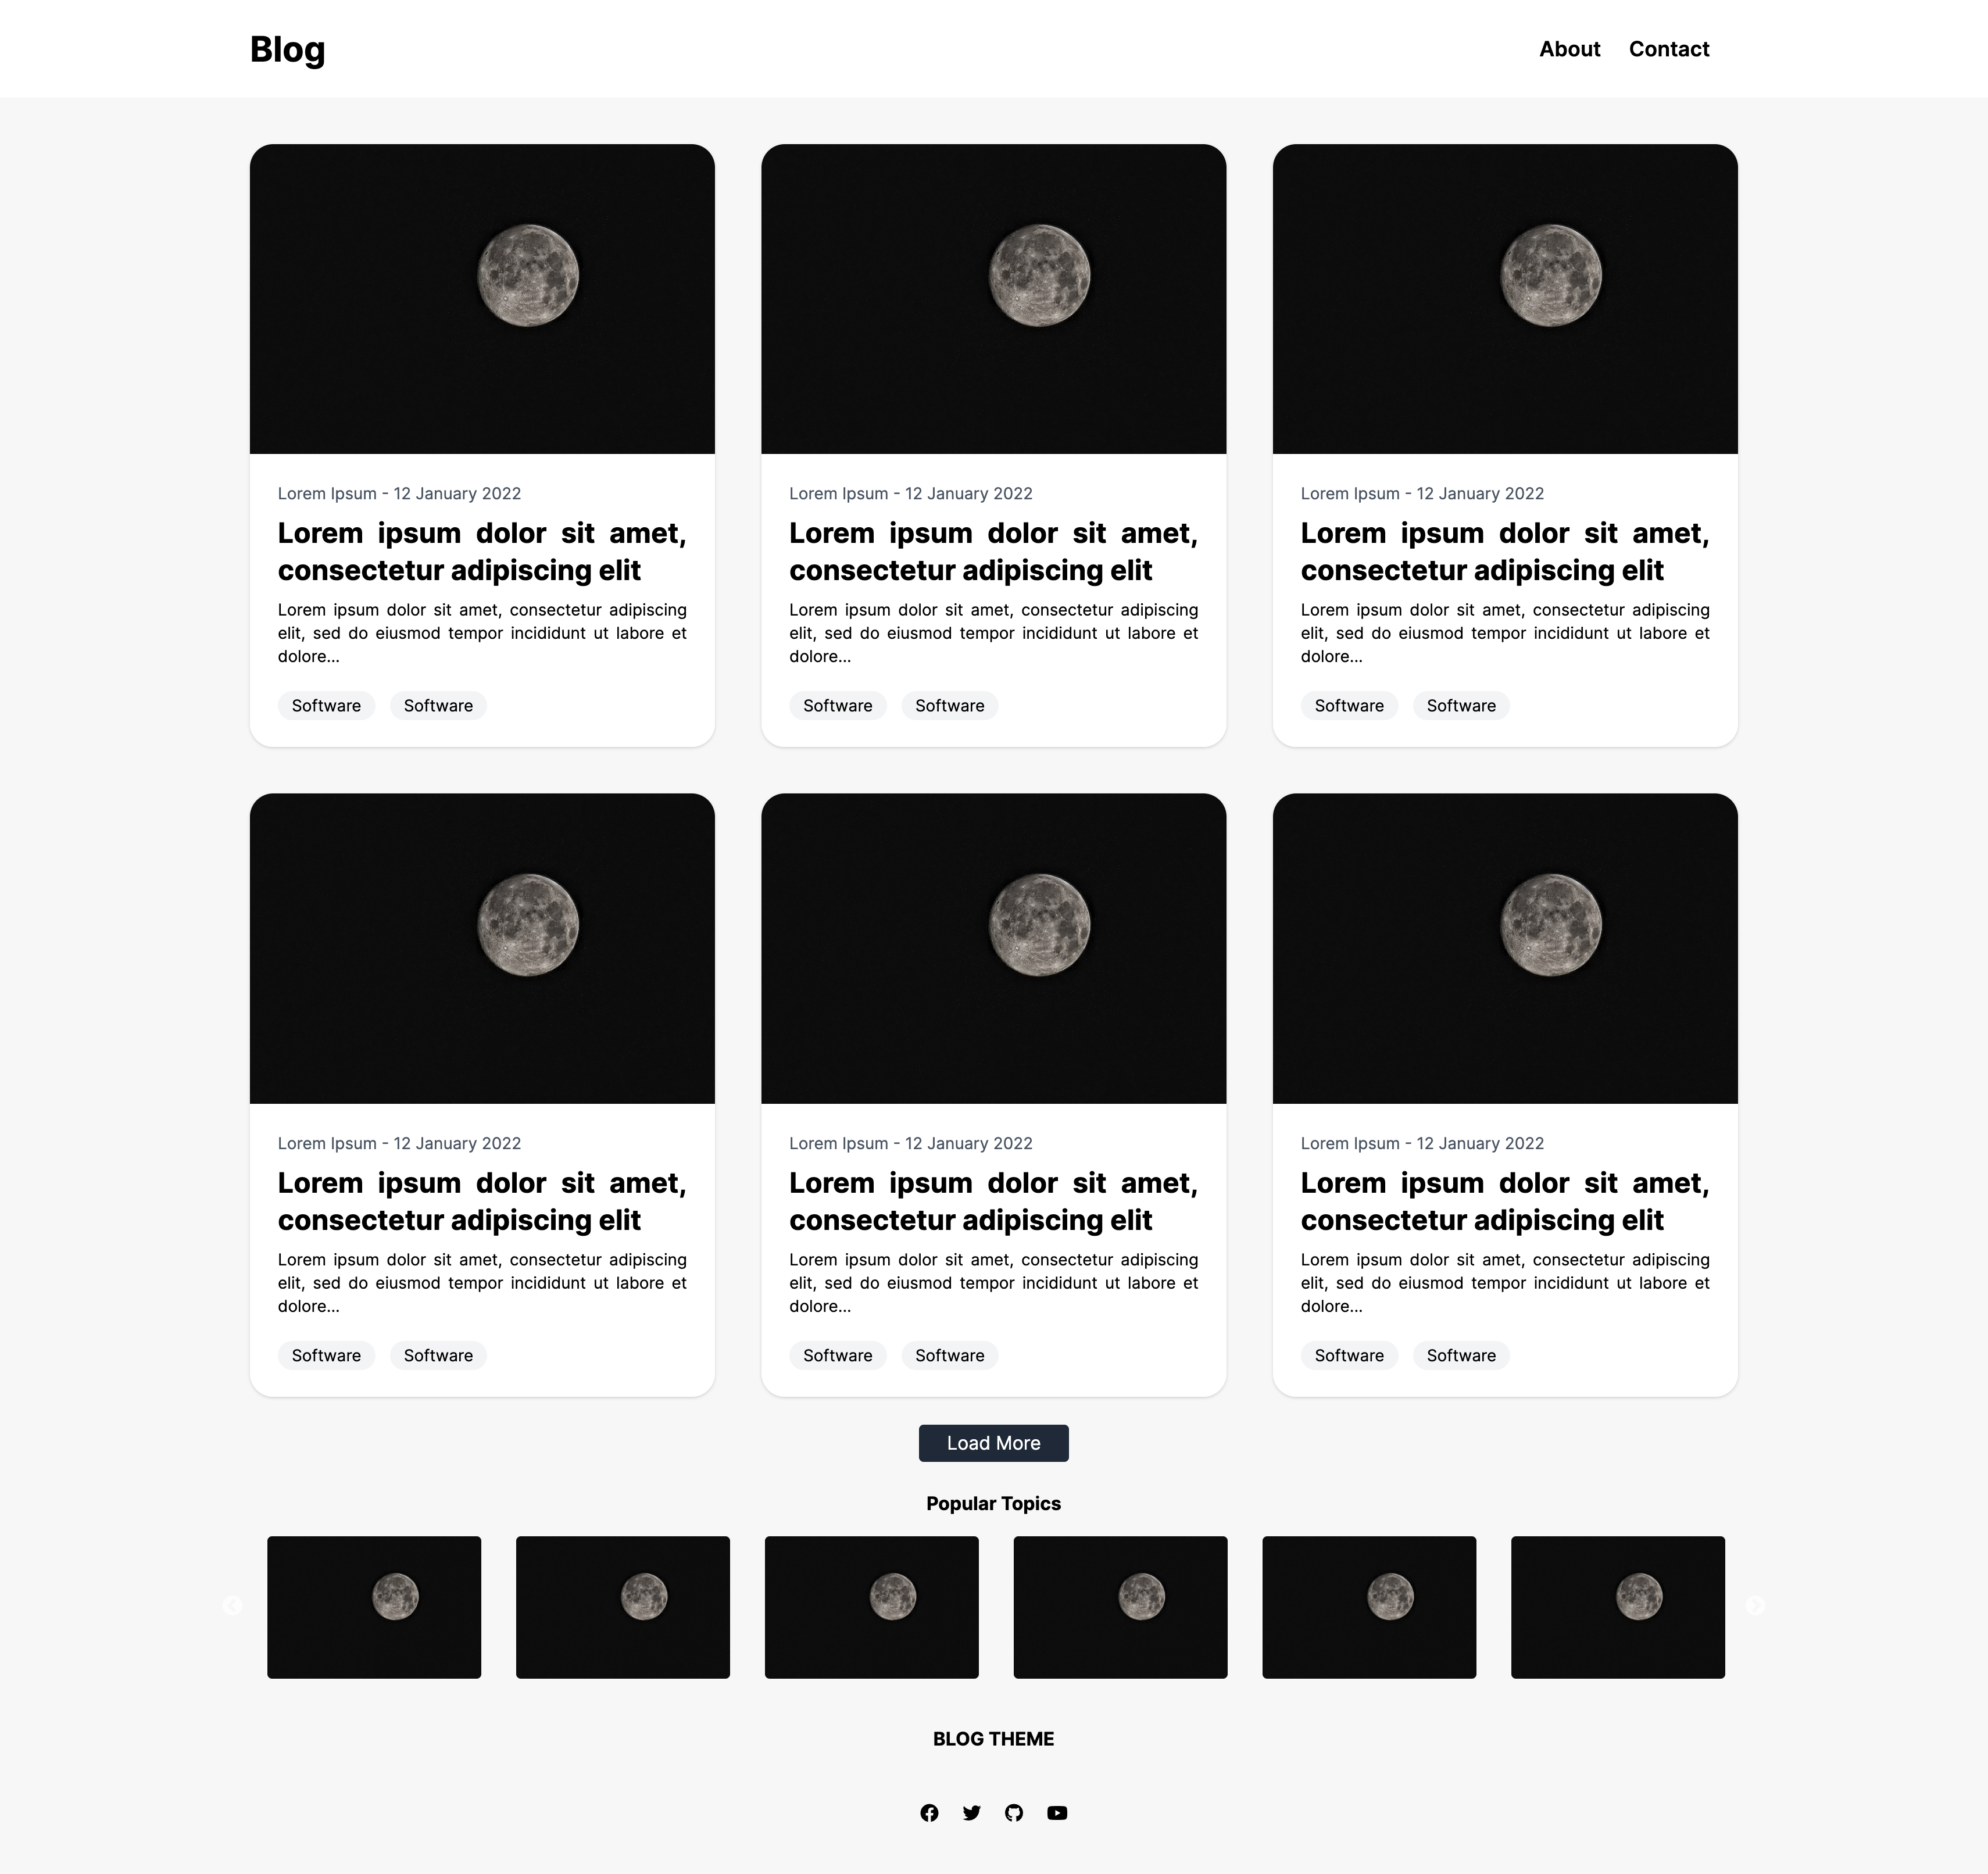 Blog
About Contact
Lorem Ipsum - 12 January 2022
Lorem ipsum dolor sit amet,
consectetur adipiscing elit
Lorem ipsum dolor sit amet, consectetur adipiscing
elit, sed do eiusmod tempor incididunt ut labore et
dolore...
Software Software
Lorem Ipsum - 12 January 2022
Lorem ipsum dolor sit amet,
consectetur adipiscing elit
Lorem ipsum dolor sit amet, consectetur adipiscing
elit, sed do eiusmod tempor incididunt ut labore et
dolore...
Software Software
Lorem Ipsum - 12 January 2022
Lorem ipsum dolor sit amet,
consectetur adipiscing elit
Lorem ipsum dolor sit amet, consectetur adipiscing
elit, sed do eiusmod tempor incididunt ut labore et
dolore...
Software Software
Lorem Ipsum - 12 January 2022
Lorem ipsum dolor sit amet,
consectetur adipiscing elit
Lorem ipsum dolor sit amet, consectetur adipiscing
elit, sed do eiusmod tempor incididunt ut labore et
dolore...
Software Software
Lorem Ipsum - 12 January 2022
Lorem ipsum dolor sit amet,
consectetur adipiscing elit
Lorem ipsum dolor sit amet, consectetur adipiscing
elit, sed do eiusmod tempor incididunt ut labore et
dolore...
Software Software
Lorem Ipsum - 12 January 2022
Lorem ipsum dolor sit amet,
consectetur adipiscing elit
Lorem ipsum dolor sit amet, consectetur adipiscing
elit, sed do eiusmod tempor incididunt ut labore et
dolore...
Software Software
Load More
Popular Topics
BLOG THEME